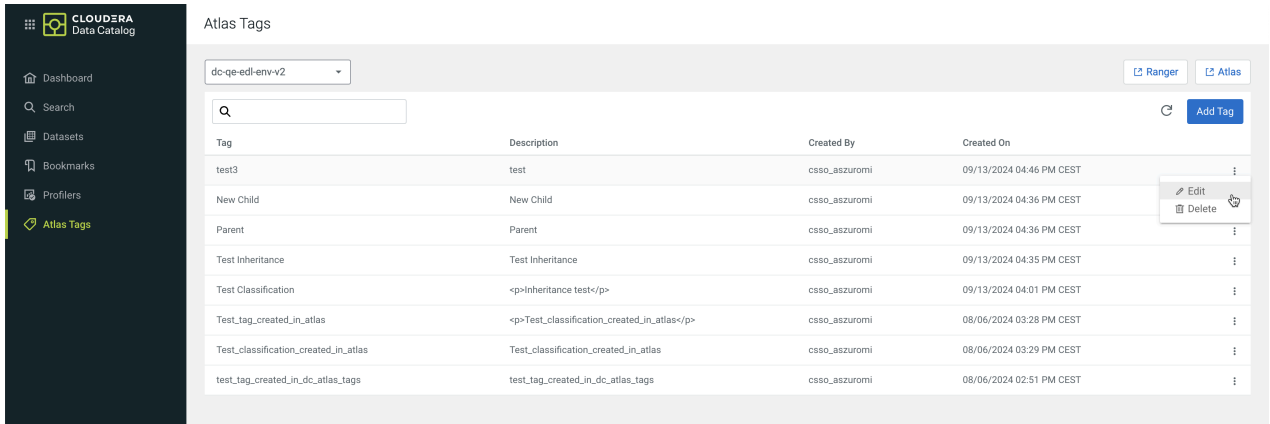 CLOUDERA
Data Catalog
Atlas Tags
Dashboard
Search
Datasets
Bookmarks
Profilers
Atlas Tags
dc-qe-edl-env-v2
Ranger
Atlas
Add Tag
Tag Description Created By Created On
test3 test csso_aszuromi 09/13/2024 04:46 PM CEST
Edit
Delete
New Child New Child csso_aszuromi 09/13/2024 04:36 PM CEST
Parent Parent csso_aszuromi 09/13/2024 04:36 PM CEST
Test Inheritance Test Inheritance csso_aszuromi 09/13/2024 04:35 PM CEST
Test Classification <p>Inheritance test</p> csso_aszuromi 09/13/2024 04:01 PM CEST
Test_tag_created_in_atlas <p>Test_classification_created_in_atlas</p> csso_aszuromi 08/06/2024 03:28 PM CEST
Test_classification_created_in_atlas Test_classification_created_in_atlas csso_aszuromi 08/06/2024 03:29 PM CEST
test_tag_created_in_dc_atlas_tags test_tag_created_in_dc_atlas_tags csso_aszuromi 08/06/2024 02:51 PM CEST